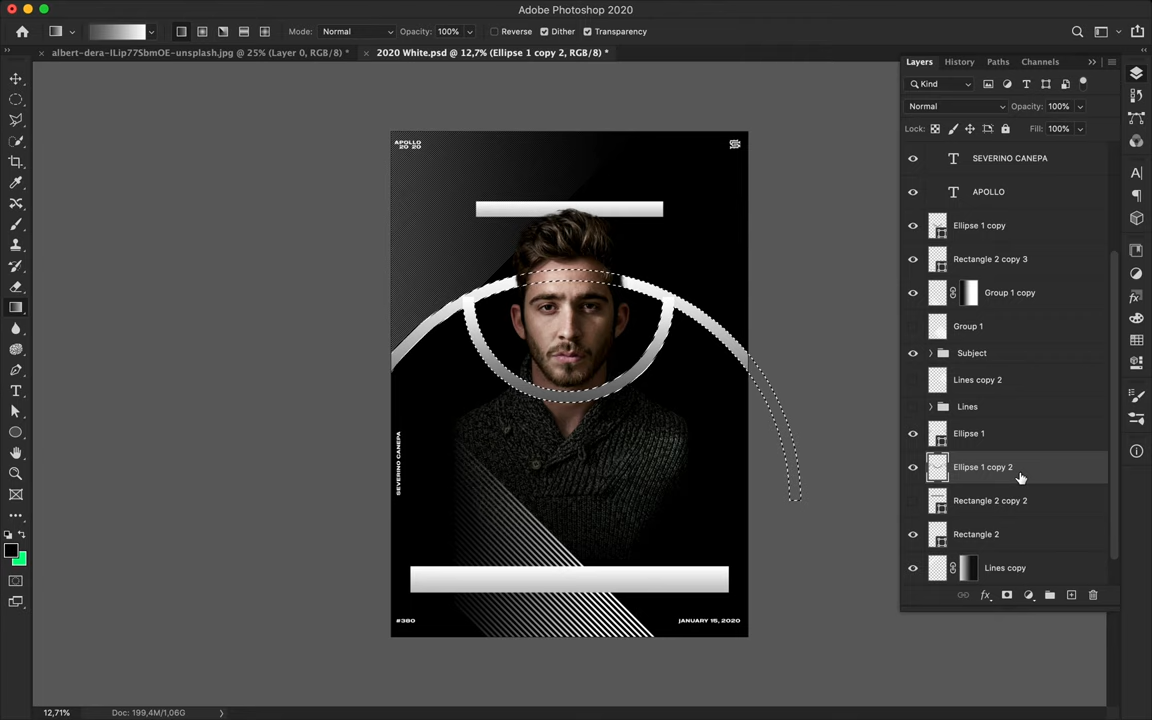 Adobe Photoshop 2020
Mode: Normal Opacity: 100% Reverse Dither Transparency
albert-dera-ILip77SbmOE-unsplash.jpg @ 25% (Layer 0, RGB/8) *
2020 White.psd @ 12,7% (Ellipse 1 copy 2, RGB/8) *
Layers History Paths Channels
Kind
Normal Opacity: 100%
Lock: Fill: 100%
SEVERINO CANEPA
APOLLO
Ellipse 1 copy
Rectangle 2 copy 3
Group 1 copy
Group 1
Subject
Lines copy 2
Lines
Ellipse 1
Ellipse 1 copy 2
Rectangle 2 copy 2
Rectangle 2
Lines copy
APOLLO
20 20
SEVERINO CANEPA
#380
JANUARY 15, 2020
12,71% Doc: 199,4M/1,06G